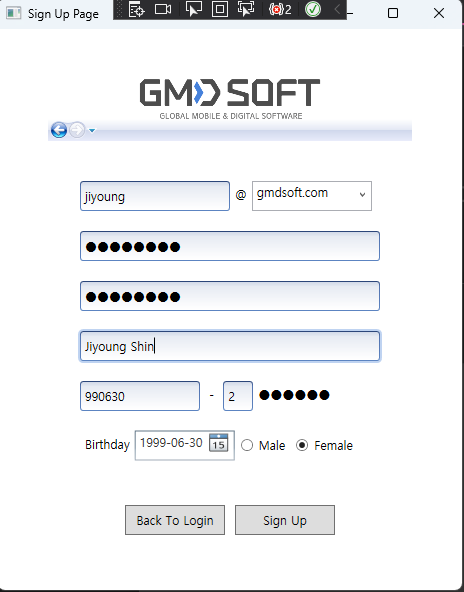 Sign Up Page
2
GMDSOFT
GLOBAL MOBILE & DIGITAL SOFTWARE
jiyoung @ gmdsoft.com
●●●●●●●●
●●●●●●●●
Jiyoung Shin
990630 - 2 ●●●●●●
Birthday 1999-06-30 15 Male Female
Back To Login Sign Up